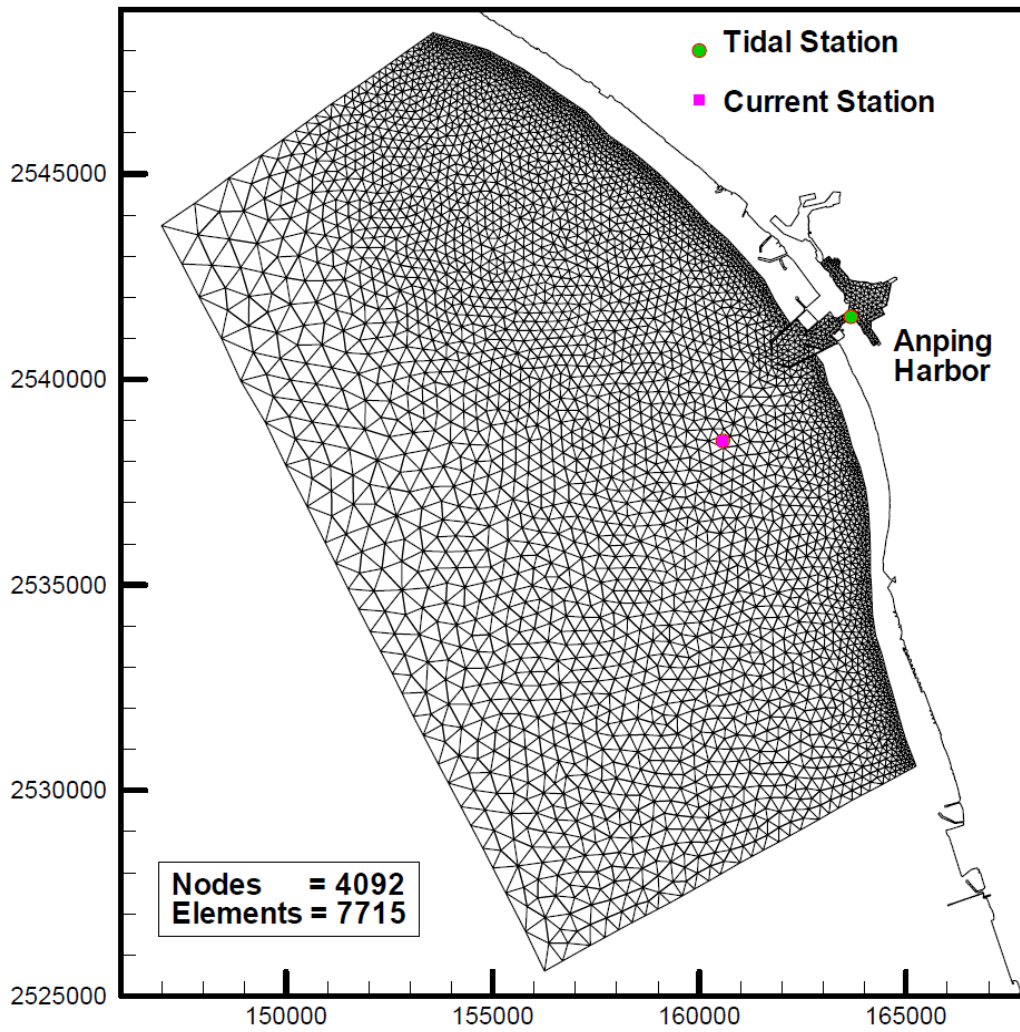 Tidal Station
Current Station
2545000
Anping
Harbor
2540000
2535000
2530000
Nodes = 4092
Elements = 7715
2525000
150000 155000 160000 165000